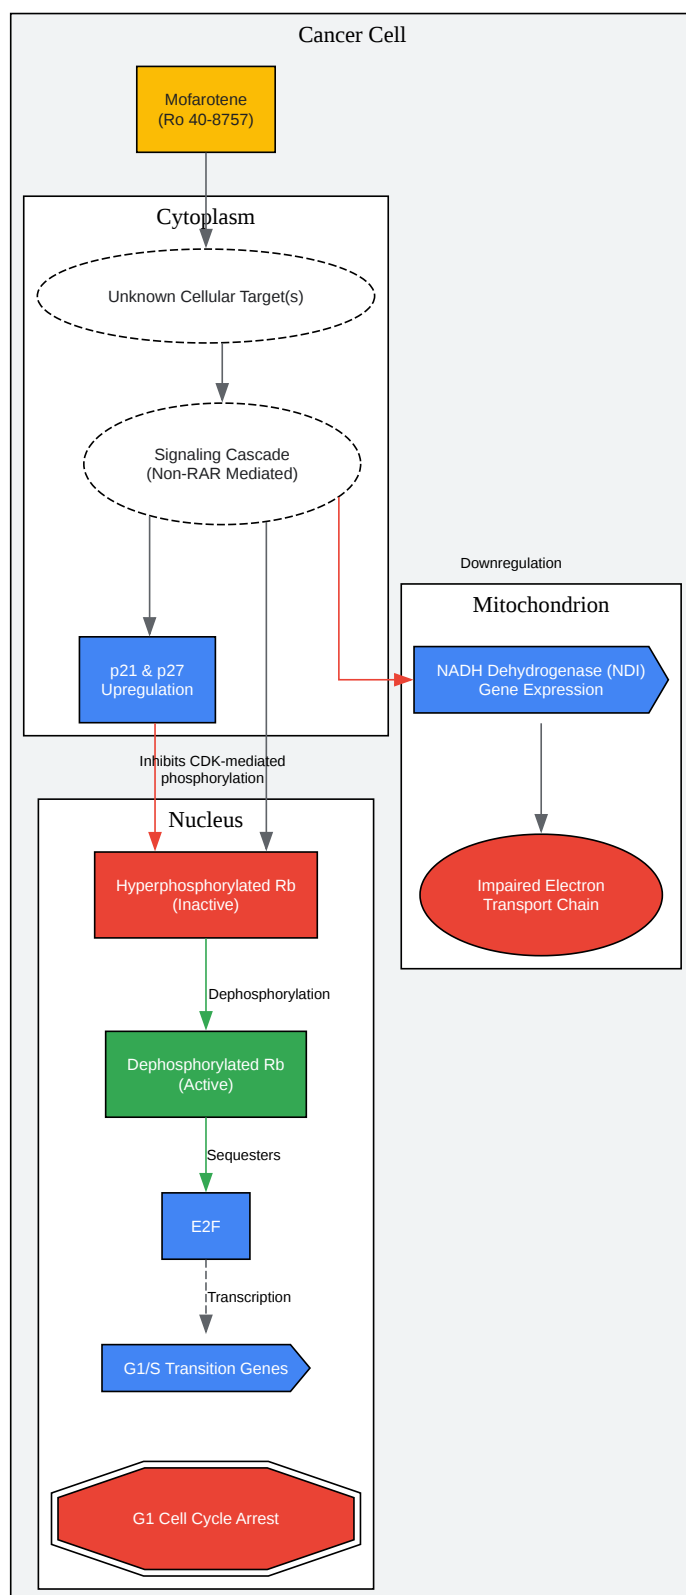 Cancer Cell
Mofarotene
(Ro 40-8757)
Cytoplasm
Unknown Cellular Target(s)
Signaling Cascade
(Non-RAR Mediated)
Downregulation
Mitochondrion
p21 & p27
Upregulation
NADH Dehydrogenase (NDI)
Gene Expression
Inhibits CDK-mediated
phosphorylation
Nucleus
Hyperphosphorylated Rb
(Inactive)
Impaired Electron
Transport Chain
Dephosphorylation
Dephosphorylated Rb
(Active)
Sequesters
E2F
Transcription
G1/S Transition Genes
G1 Cell Cycle Arrest